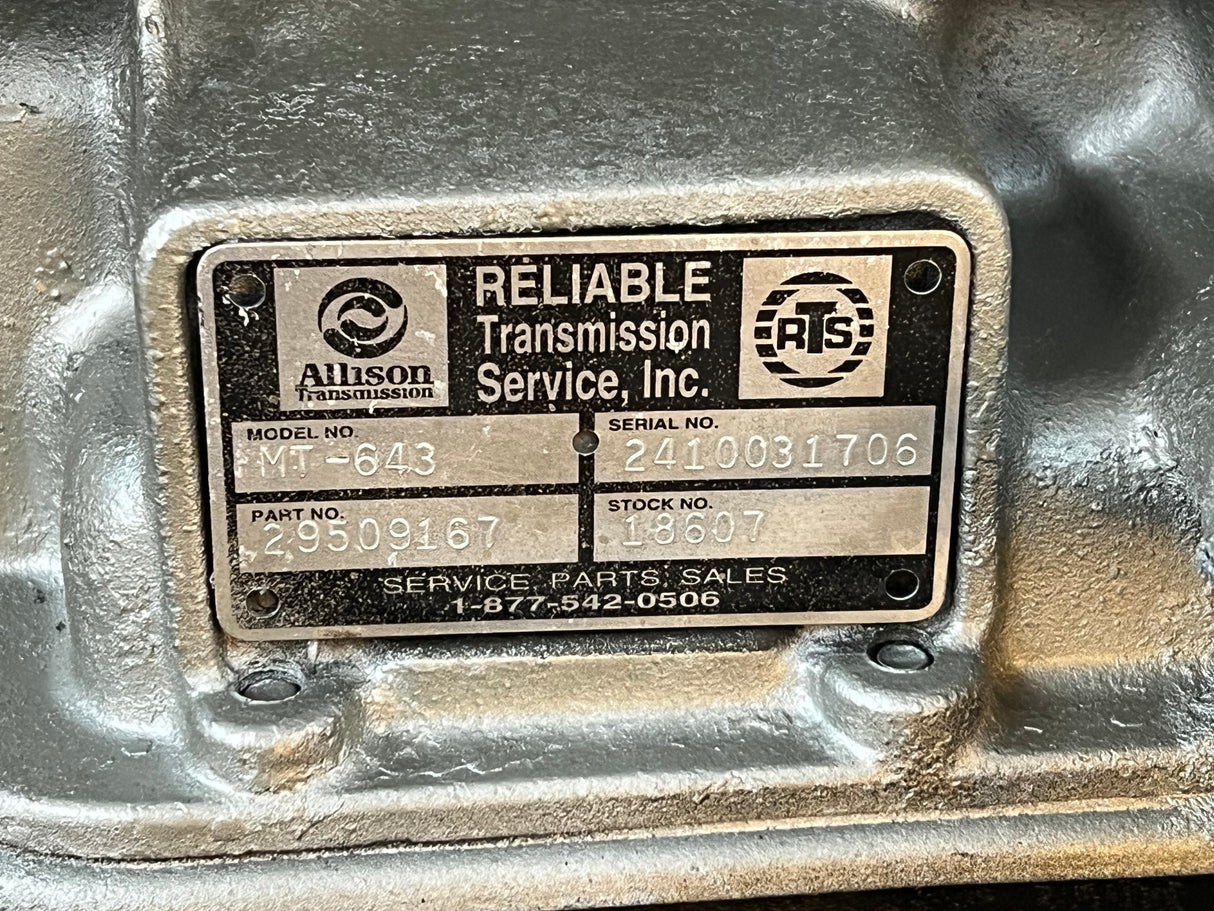 Allison
Transmission
RELIABLE
Transmission
Service, Inc.
RTS
MODEL NO.
MT-643
SERIAL NO.
2410031706
PART NO.
29509167
STOCK NO.
18607
SERVICE, PARTS, SALES
1-877-542-0506